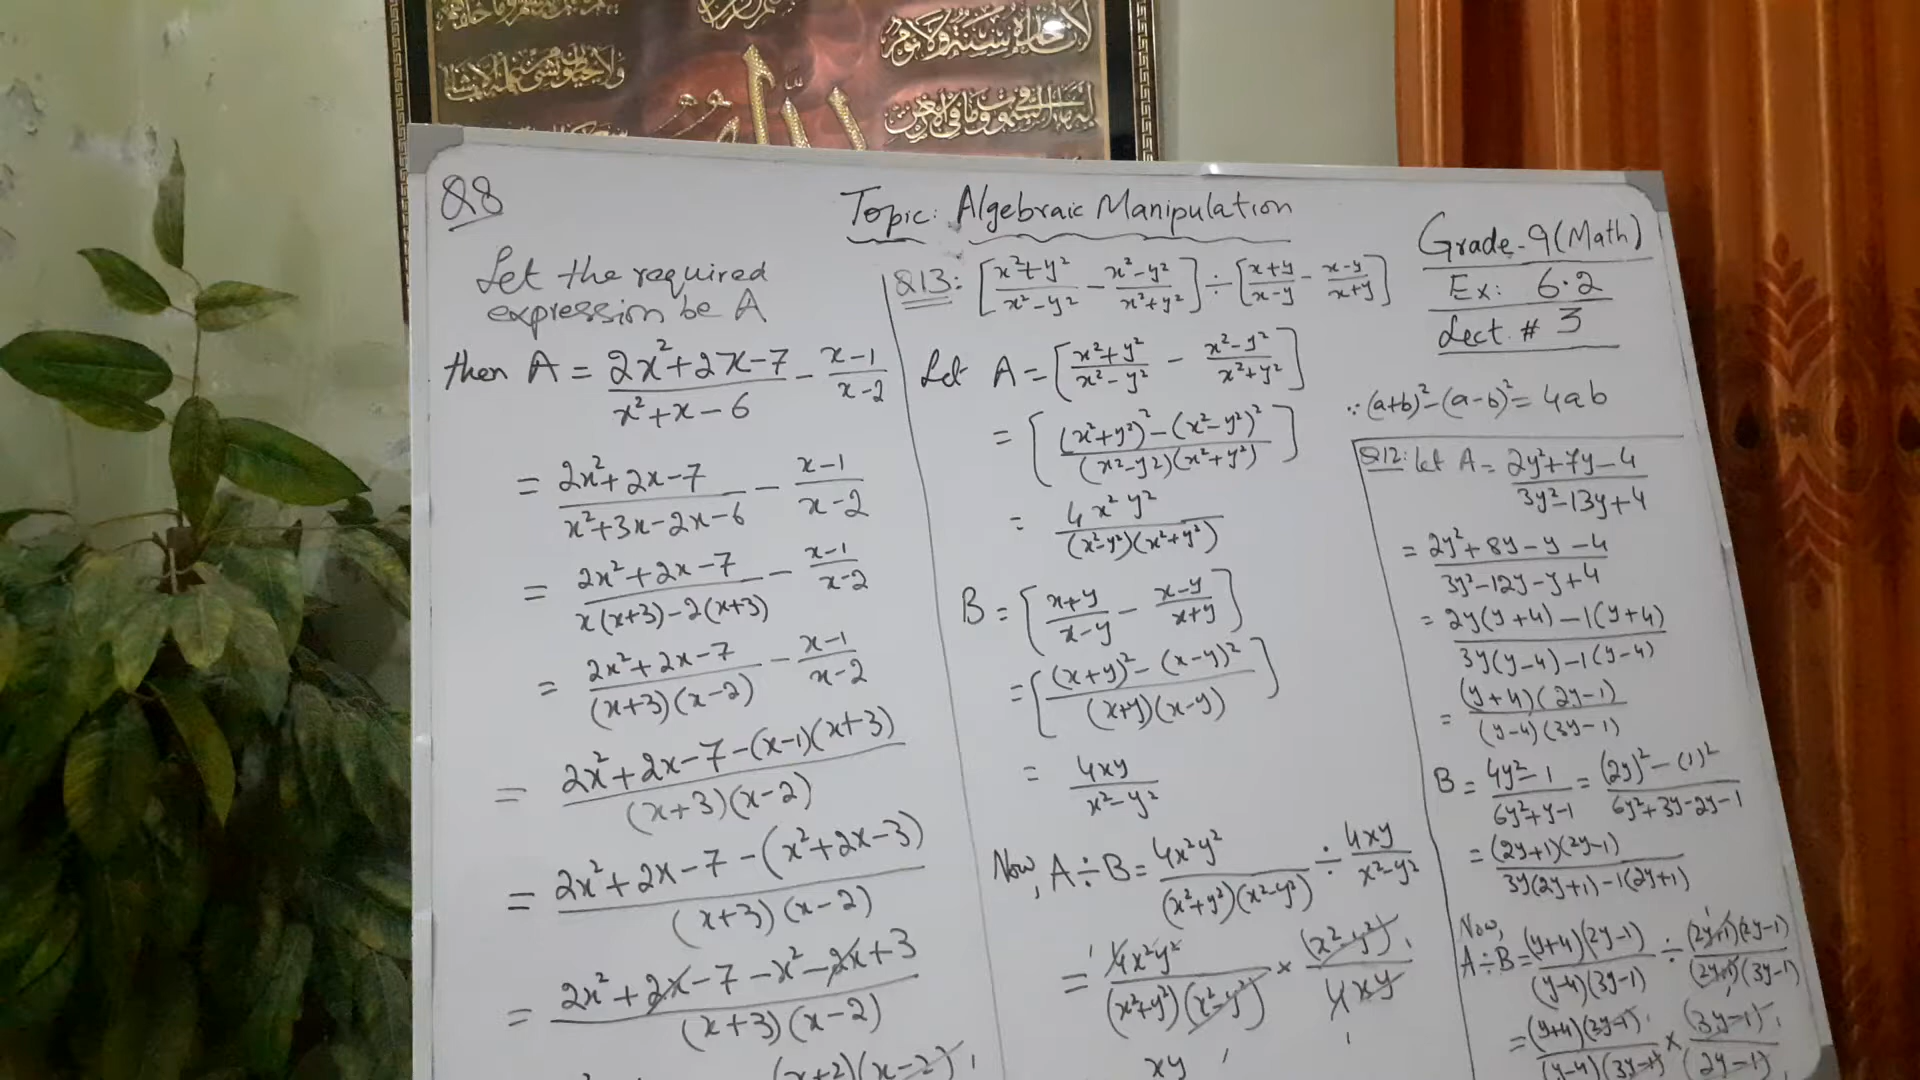 لا تأخذه سنة ولا نوم
Q8
Topic: Algebraic Manipulation
Grade-9(Math)
Ex: 6.2
Lect. # 3
Let the required
expression be A
then A = (2x²+2x-7)/(x²+x-6) - (x-1)/(x-2)
= (2x²+2x-7)/(x²+3x-2x-6) - (x-1)/(x-2)
= (2x²+2x-7)/(x(x+3)-2(x+3)) - (x-1)/(x-2)
= (2x²+2x-7)/((x+3)(x-2)) - (x-1)/(x-2)
= (2x²+2x-7-(x-1)(x+3))/((x+3)(x-2))
= (2x²+2x-7-(x²+2x-3))/((x+3)(x-2))
= (2x²+2x-7-x²-2x+3)/((x+3)(x-2))
(x+2)(x-2)
Q13: [(x²+y²)/(x²-y²) - (x²-y²)/(x²+y²)] ÷ [(x+y)/(x-y) - (x-y)/(x+y)]
Let A = [(x²+y²)/(x²-y²) - (x²-y²)/(x²+y²)]
= [((x²+y²)²-(x²-y²)²)/((x²-y²)(x²+y²))]
= 4x²y²/((x²-y²)(x²+y²))
B = [(x+y)/(x-y) - (x-y)/(x+y)]
= [((x+y)²-(x-y)²)/((x+y)(x-y))]
= 4xy/(x²-y²)
Now, A÷B = 4x²y²/((x²+y²)(x²-y²)) ÷ 4xy/(x²-y²)
= 4x²y²/((x²+y²)(x²-y²)) × (x²-y²)/4xy
xy
∵ (a+b)²-(a-b)² = 4ab
Q12: let A = (2y²+7y-4)/(3y²-13y+4)
= (2y²+8y-y-4)/(3y²-12y-y+4)
= (2y(y+4)-1(y+4))/(3y(y-4)-1(y-4))
= ((y+4)(2y-1))/((y-4)(3y-1))
B = (4y²-1)/(6y²+y-1) = ((2y)²-(1)²)/(6y²+3y-2y-1)
= ((2y+1)(2y-1))/(3y(2y+1)-1(2y+1))
Now,
A÷B = ((y+4)(2y-1))/((y-4)(3y-1)) ÷ ((2y+1)(2y-1))/((2y+1)(3y-1))
= ((y+4)(2y-1))/((y-4)(3y-1)) × (3y-1)/(2y-1)